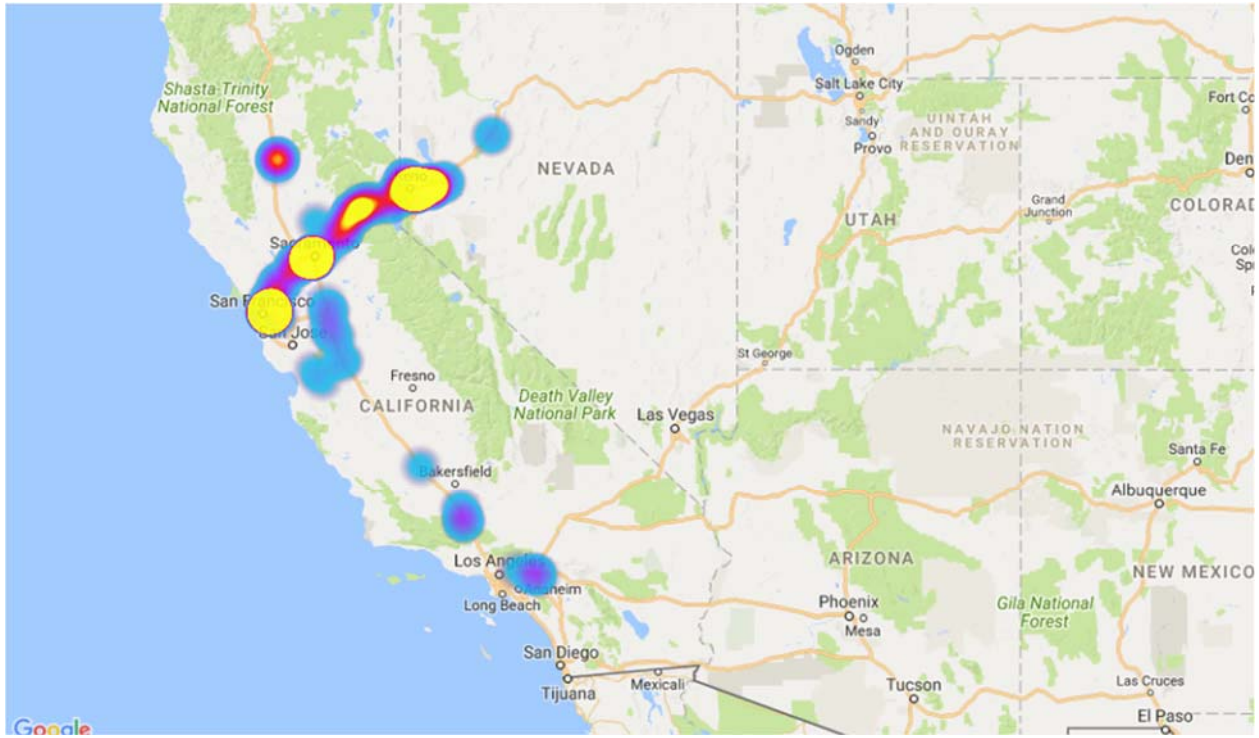 Ogden
Shasta-Trinity
National Forest
Salt Lake City
Fort Co
Sandy
UINTAH
AND OURAY
RESERVATION
Provo
NEVADA
Den
Reno
Grand
Junction
COLORAD
UTAH
Sacramento
Colo
Sp
San Francisco
San Jose
St George
Fresno
CALIFORNIA
Death Valley
National Park
Las Vegas
NAVAJO NATION
RESERVATION
Santa Fe
Bakersfield
Albuquerque
Los Angeles
ARIZONA
NEW MEXICO
Anaheim
Long Beach
Phoenix
Mesa
Gila National
Forest
San Diego
Mexicali
Tijuana
Tucson
Las Cruces
El Paso
Google